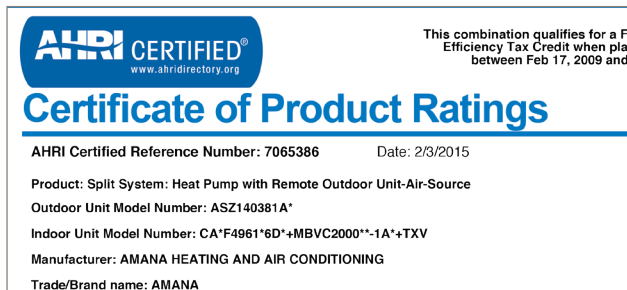 AHRI CERTIFIED®
www.ahridirectory.org
This combination qualifies for a F
Efficiency Tax Credit when pla
between Feb 17, 2009 and
Certificate of Product Ratings
AHRI Certified Reference Number: 7065386 Date: 2/3/2015
Product: Split System: Heat Pump with Remote Outdoor Unit-Air-Source
Outdoor Unit Model Number: ASZ140381A*
Indoor Unit Model Number: CA*F4961*6D*+MBVC2000**-1A*+TXV
Manufacturer: AMANA HEATING AND AIR CONDITIONING
Trade/Brand name: AMANA